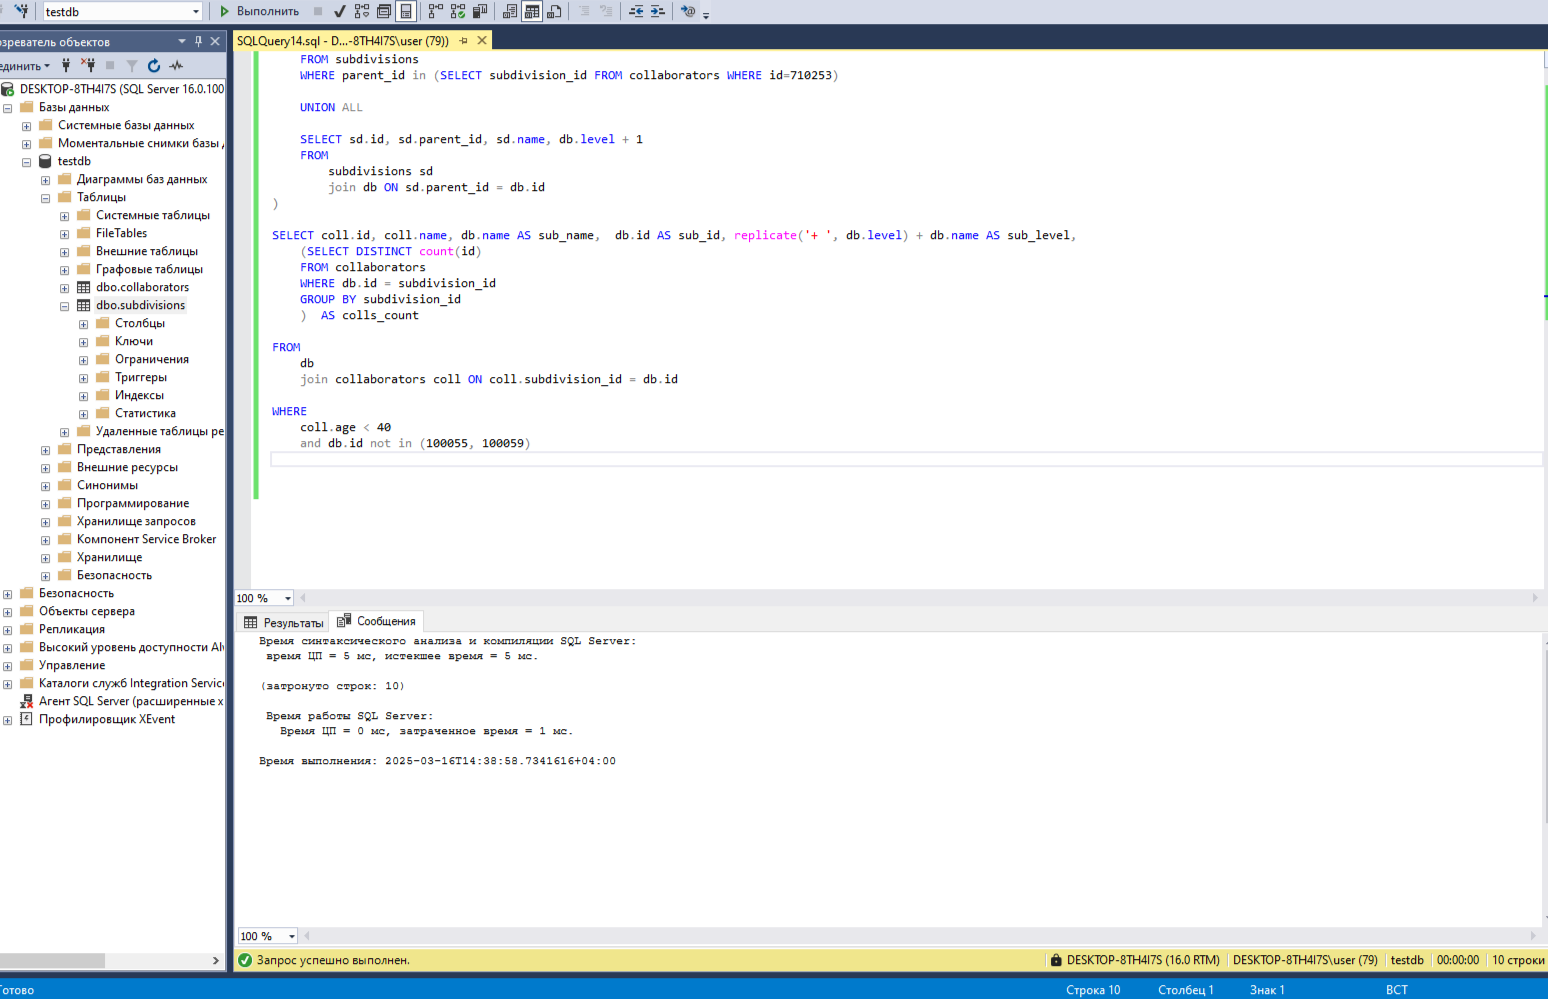 testdb
Выполнить
озреватель объектов
единить
DESKTOP-8TH4I7S (SQL Server 16.0.100
Базы данных
Системные базы данных
Моментальные снимки базы д
testdb
Диаграммы баз данных
Таблицы
Системные таблицы
FileTables
Внешние таблицы
Графовые таблицы
dbo.collaborators
dbo.subdivisions
Столбцы
Ключи
Ограничения
Триггеры
Индексы
Статистика
Удаленные таблицы ре
Представления
Внешние ресурсы
Синонимы
Программирование
Хранилище запросов
Компонент Service Broker
Хранилище
Безопасность
Безопасность
Объекты сервера
Репликация
Высокий уровень доступности Al
Управление
Каталоги служб Integration Servic
Агент SQL Server (расширенные х
Профилировщик XEvent
SQLQuery14.sql - D...-8TH4I7S\user (79))
FROM subdivisions
WHERE parent_id in (SELECT subdivision_id FROM collaborators WHERE id=710253)
UNION ALL
SELECT sd.id, sd.parent_id, sd.name, db.level + 1
FROM
subdivisions sd
join db ON sd.parent_id = db.id
)
SELECT coll.id, coll.name, db.name AS sub_name,  db.id AS sub_id, replicate('+ ', db.level) + db.name AS sub_level,
(SELECT DISTINCT count(id)
FROM collaborators
WHERE db.id = subdivision_id
GROUP BY subdivision_id
)  AS colls_count
FROM
db
join collaborators coll ON coll.subdivision_id = db.id
WHERE
coll.age < 40
and db.id not in (100055, 100059)
100 %
Результаты Сообщения
Время синтаксического анализа и компиляции SQL Server:
время ЦП = 5 мс, истекшее время = 5 мс.
(затронуто строк: 10)
Время работы SQL Server:
Время ЦП = 0 мс, затраченное время = 1 мс.
Время выполнения: 2025-03-16T14:38:58.7341616+04:00
100 %
Запрос успешно выполнен. DESKTOP-8TH4I7S (16.0 RTM) DESKTOP-8TH4I7S\user (79) testdb 00:00:00 10 строки
отово Строка 10 Столбец 1 Знак 1 ВСТ